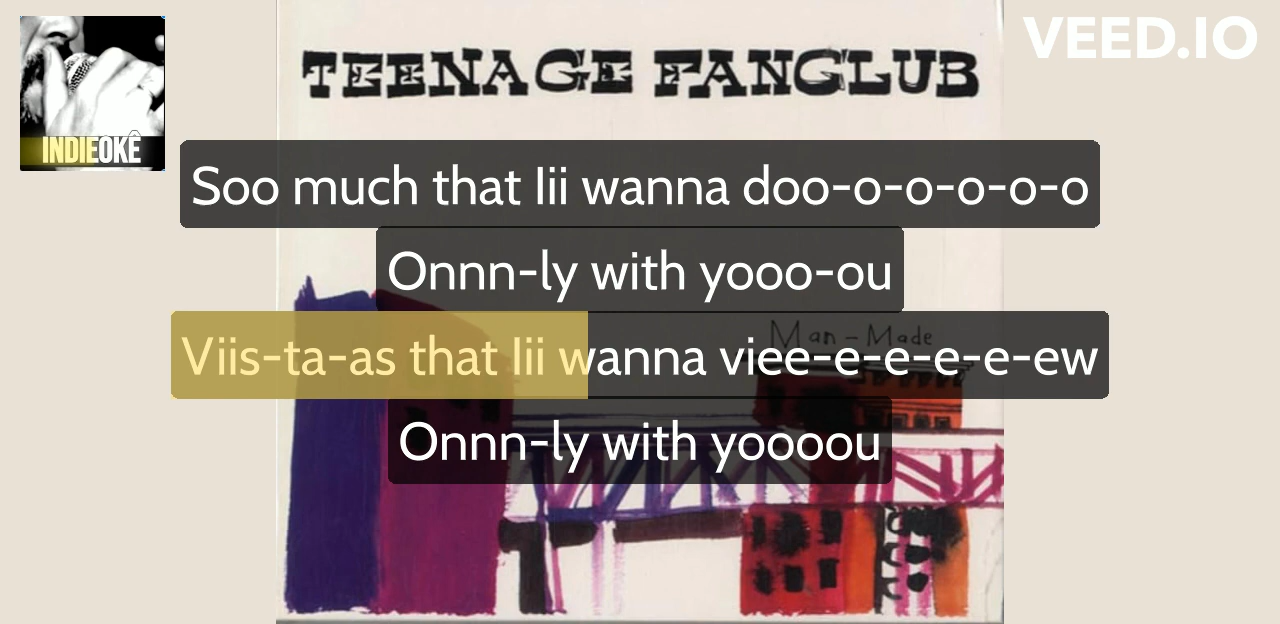 VEED.IO
TEENAGE FANCLUB
INDIEOKÊ
Soo much that Iii wanna doo-o-o-o-o-o
Onnn-ly with yooo-ou
Man-Made
Viis-ta-as that Iii wanna viee-e-e-e-e-ew
Onnn-ly with yoooou